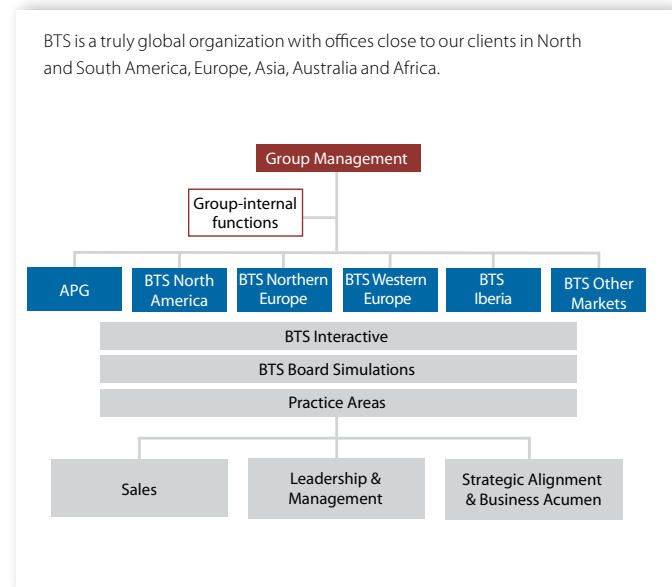 BTS is a truly global organization with offices close to our clients in North
and South America, Europe, Asia, Australia and Africa.
Group Management
Group-internal
functions
APG
BTS North
America
BTS Northern
Europe
BTS Western
Europe
BTS
Iberia
BTS Other
Markets
BTS Interactive
BTS Board Simulations
Practice Areas
Sales
Leadership &
Management
Strategic Alignment
& Business Acumen